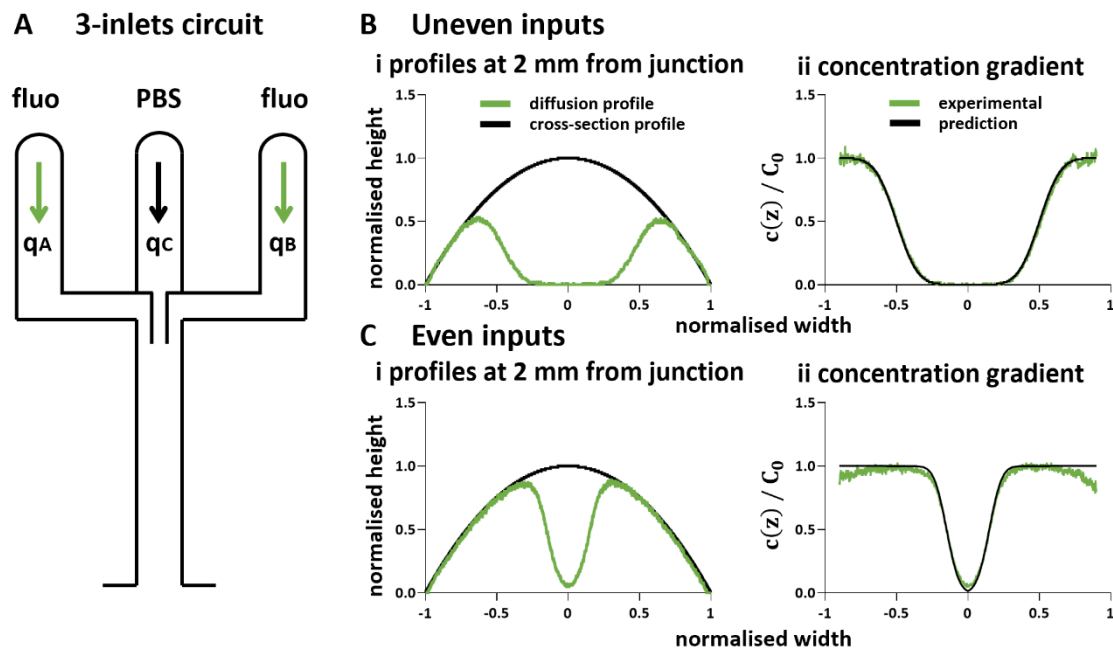 A 3-inlets circuit
fluo PBS fluo
qA qC qB
B Uneven inputs
i profiles at 2 mm from junction
normalised height
1.5
1.0
0.5
0.0
-1 -0.5 0 0.5 1
diffusion profile
cross-section profile
ii concentration gradient
c(z) / C0
1.5
1.0
0.5
0.0
-1 -0.5 0 0.5 1
experimental
prediction
normalised width
C Even inputs
i profiles at 2 mm from junction
normalised height
1.5
1.0
0.5
0.0
-1 -0.5 0 0.5 1
ii concentration gradient
c(z) / C0
1.5
1.0
0.5
0.0
-1 -0.5 0 0.5 1
normalised width